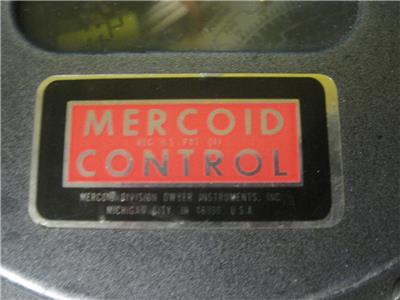 MERCOID
REG. U.S. PAT. OFF.
CONTROL
MERCOID DIVISION DWYER INSTRUMENTS, INC.
MICHIGAN CITY, IN 46360, U.S.A.